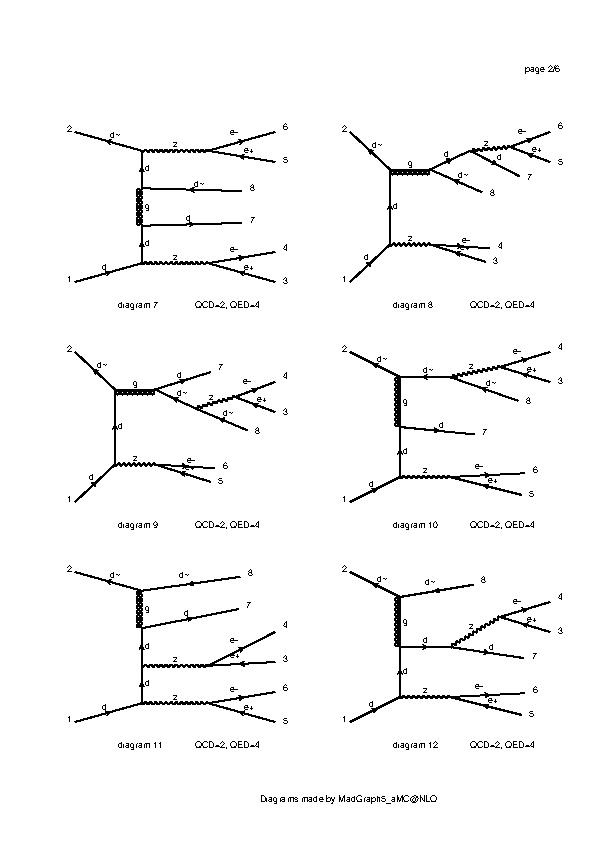 page 2/6
2 d~ z e- 6
e+ 5
d
d~ 8
g
d 7
d
1 d z e- 4
e+ 3
diagram 7 QCD=2, QED=4
2 d~ g d z e- 6
e+ 5
d 7
d~ 8
d
1 d z e- 4
e+ 3
diagram 8 QCD=2, QED=4
2 d~ g d 7
d~ z e- 4
e+ 3
d~ 8
d
1 d z e- 6
e+ 5
diagram 9 QCD=2, QED=4
2 d~ d~ z e- 4
e+ 3
d~ 8
g
d 7
d
1 d z e- 6
e+ 5
diagram 10 QCD=2, QED=4
2 d~ d~ 8
g
d 7
d
z e- 4
e+ 3
d
1 d z e- 6
e+ 5
diagram 11 QCD=2, QED=4
2 d~ d~ 8
g
d z e- 4
e+ 3
d 7
d
1 d z e- 6
e+ 5
diagram 12 QCD=2, QED=4
Diagrams made by MadGraph5_aMC@NLO